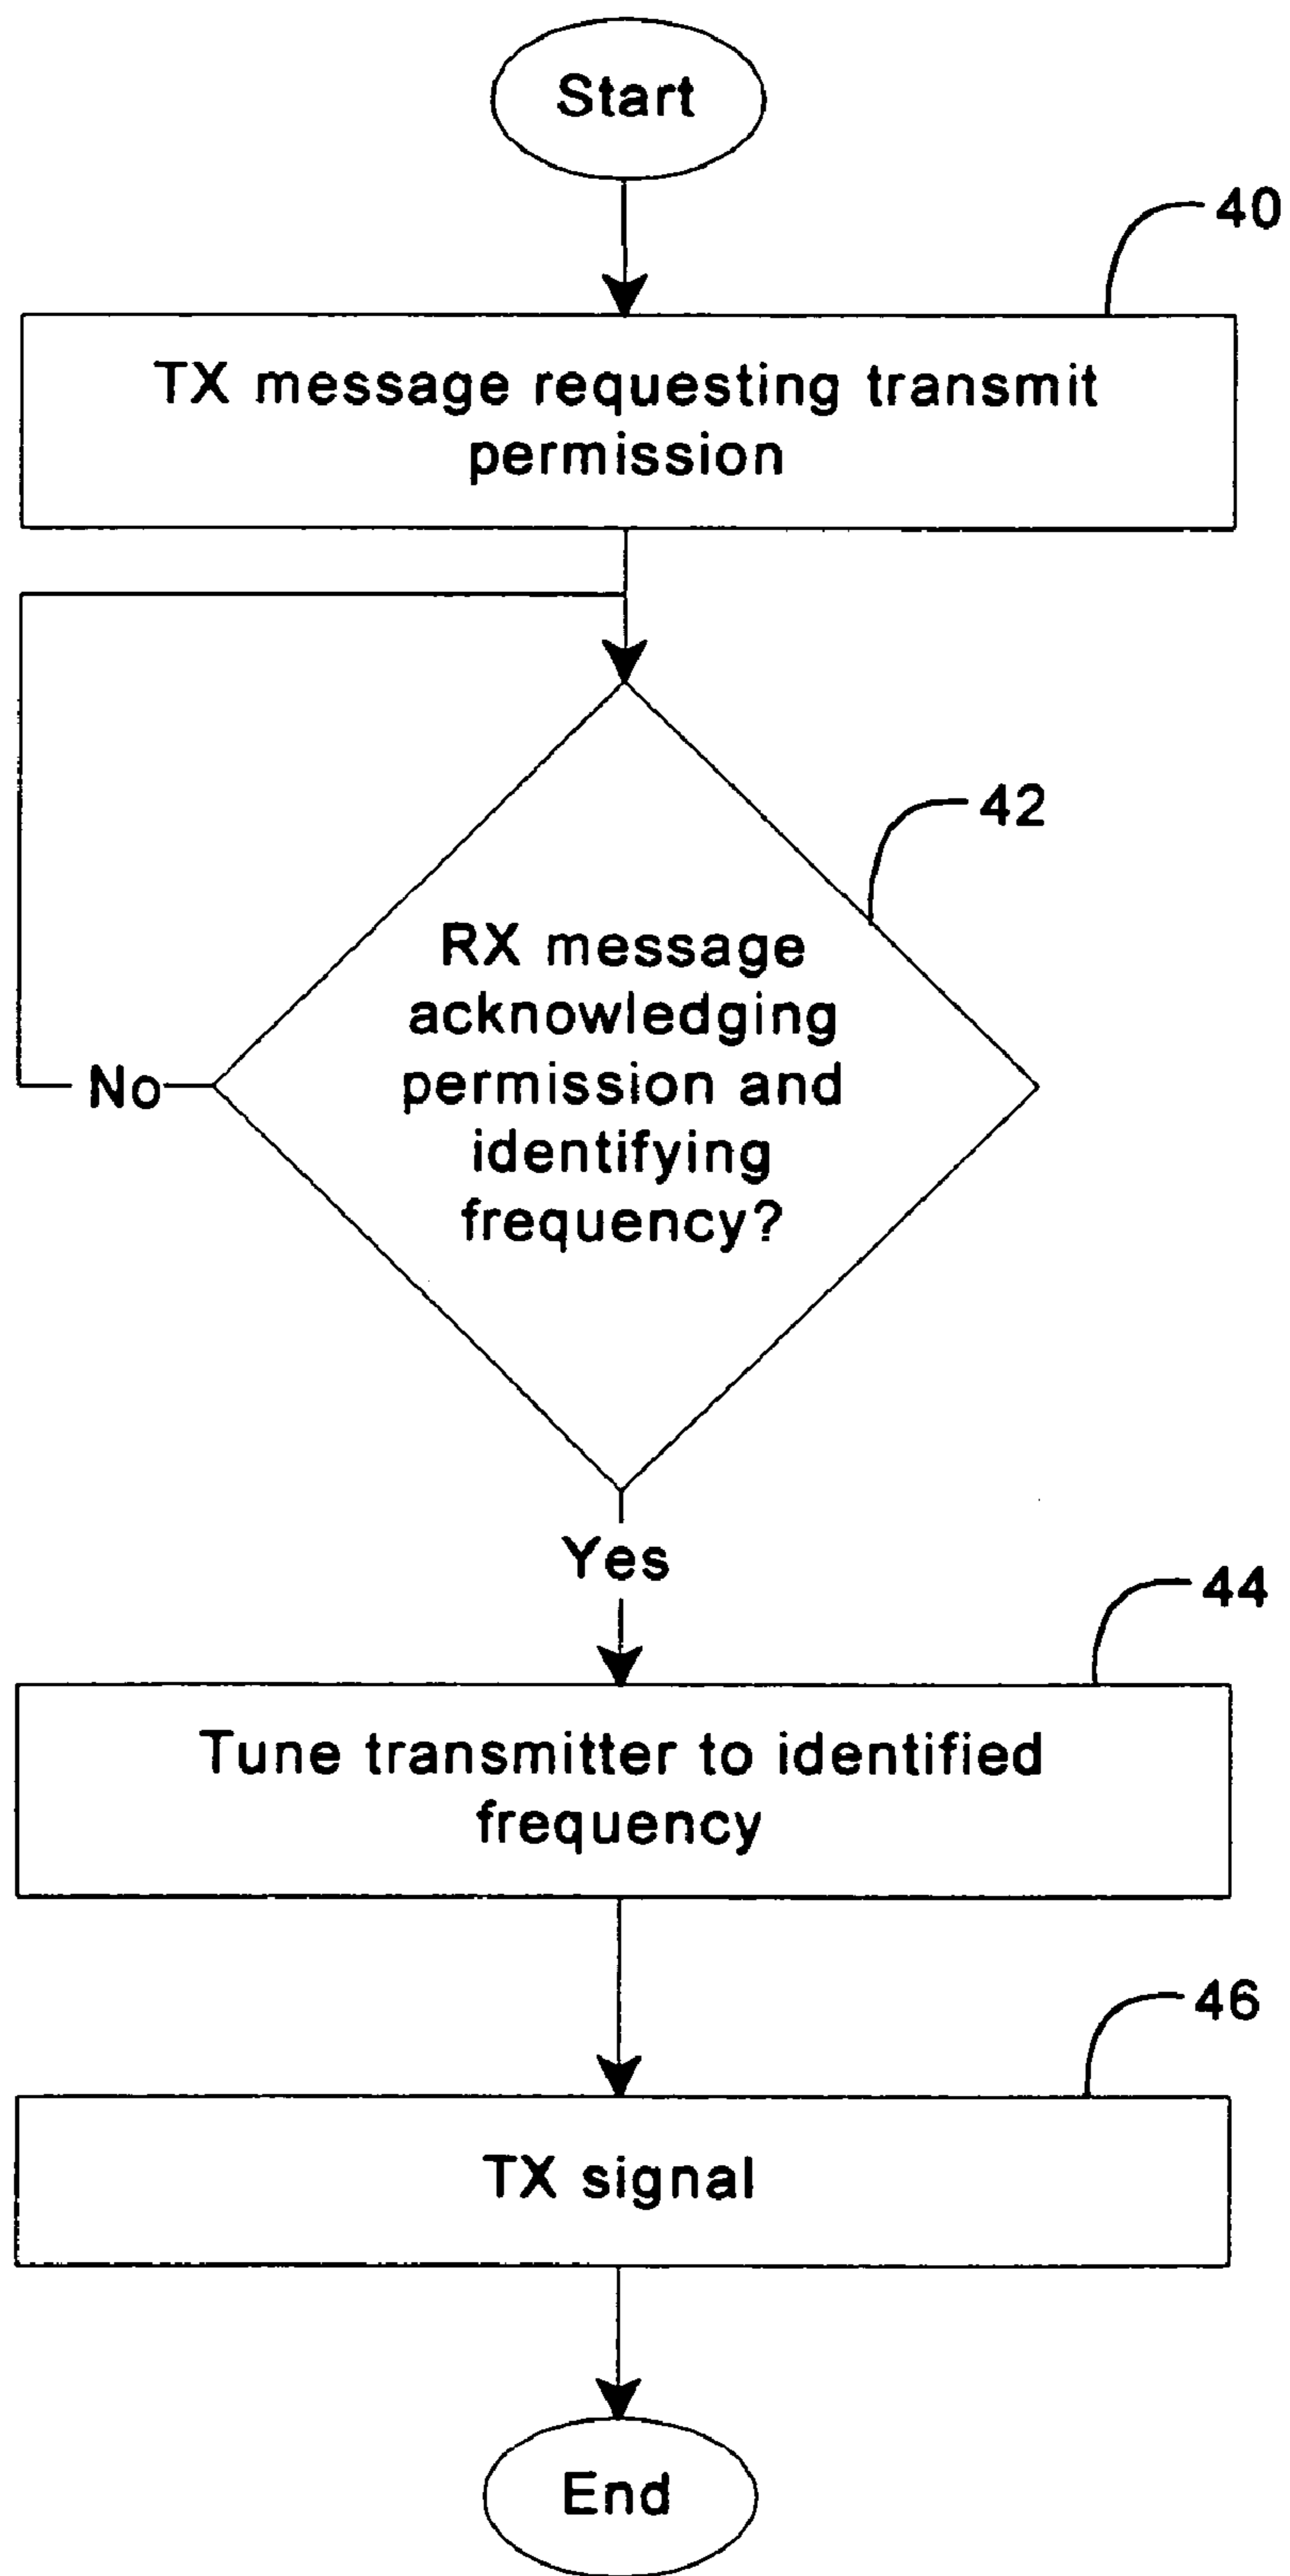 Start
40
TX message requesting transmit
permission
42
RX message
acknowledging
permission and
identifying
frequency?
No
Yes
44
Tune transmitter to identified
frequency
46
TX signal
End